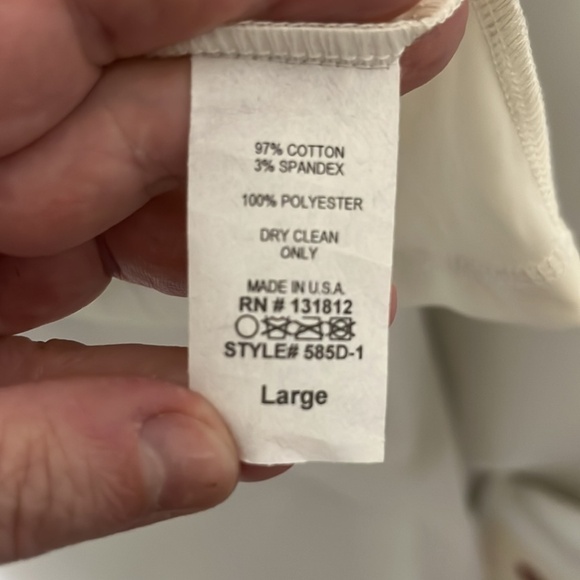 97% COTTON
3% SPANDEX
100% POLYESTER
DRY CLEAN
ONLY
MADE IN U.S.A.
RN # 131812
STYLE# 585D-1
Large